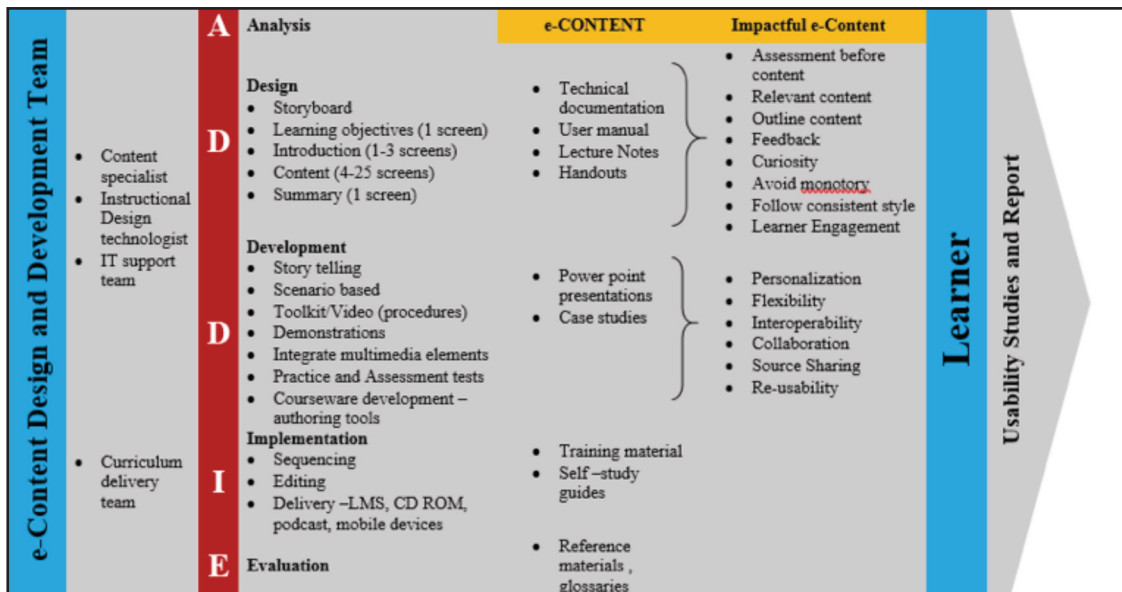 e-Content Design and Development Team
• Content
specialist
• Instructional
Design
technologist
• IT support
team
• Curriculum
delivery
team
A
D
D
I
E
Analysis
Design
• Storyboard
• Learning objectives (1 screen)
• Introduction (1-3 screens)
• Content (4-25 screens)
• Summary (1 screen)
Development
• Story telling
• Scenario based
• Toolkit/Video (procedures)
• Demonstrations
• Integrate multimedia elements
• Practice and Assessment tests
• Courseware development –
authoring tools
Implementation
• Sequencing
• Editing
• Delivery –LMS, CD ROM,
podcast, mobile devices
Evaluation
e-CONTENT
• Technical
documentation
• User manual
• Lecture Notes
• Handouts
• Power point
presentations
• Case studies
• Training material
• Self –study
guides
• Reference
materials ,
glossaries
Impactful e-Content
• Assessment before
content
• Relevant content
• Outline content
• Feedback
• Curiosity
• Avoid monotory
• Follow consistent style
• Learner Engagement
• Personalization
• Flexibility
• Interoperability
• Collaboration
• Source Sharing
• Re-usability
Learner
Usability Studies and Report